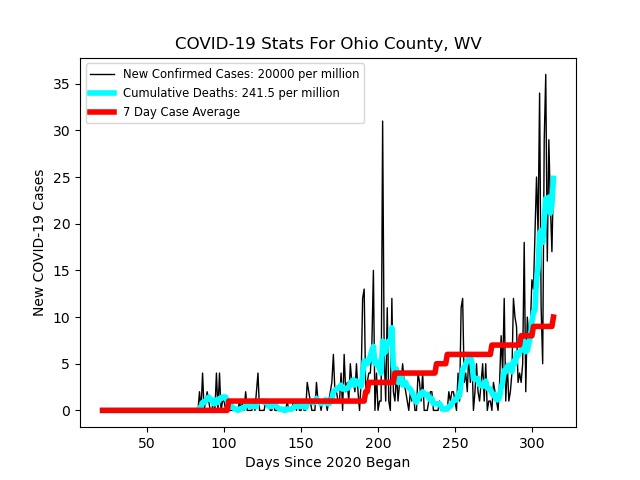 COVID-19 Stats For Ohio County, WV
New Confirmed Cases: 20000 per million
Cumulative Deaths: 241.5 per million
7 Day Case Average
35
30
25
20
15
10
5
0
New COVID-19 Cases
50 100 150 200 250 300
Days Since 2020 Began